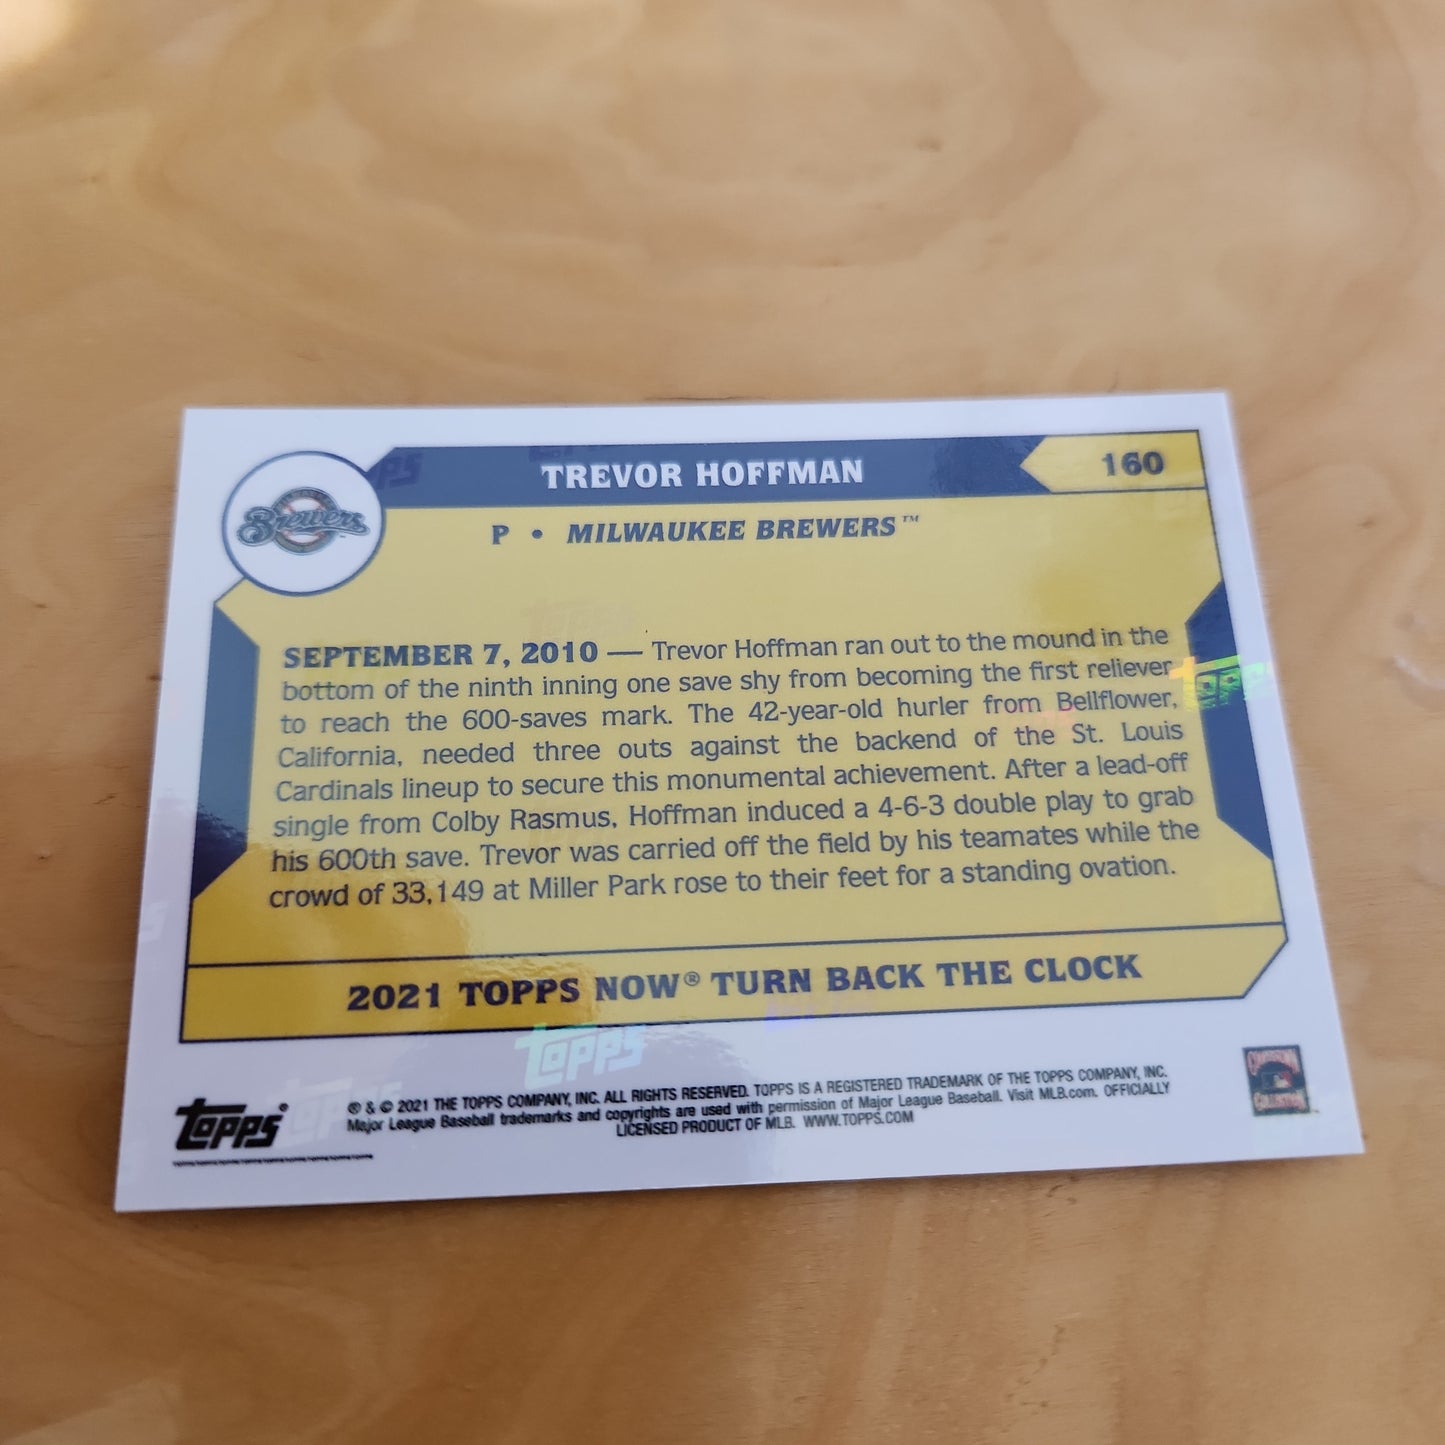 Brewers
TREVOR HOFFMAN
160
P • MILWAUKEE BREWERS™
SEPTEMBER 7, 2010 — Trevor Hoffman ran out to the mound in the
bottom of the ninth inning one save shy from becoming the first reliever
to reach the 600-saves mark. The 42-year-old hurler from Bellflower,
California, needed three outs against the backend of the St. Louis
Cardinals lineup to secure this monumental achievement. After a lead-off
single from Colby Rasmus, Hoffman induced a 4-6-3 double play to grab
his 600th save. Trevor was carried off the field by his teamates while the
crowd of 33,149 at Miller Park rose to their feet for a standing ovation.
2021 TOPPS NOW® TURN BACK THE CLOCK
topps
topps
® & © 2021 THE TOPPS COMPANY, INC. ALL RIGHTS RESERVED. TOPPS IS A REGISTERED TRADEMARK OF THE TOPPS COMPANY, INC.
Major League Baseball trademarks and copyrights are used with permission of Major League Baseball. Visit MLB.com. OFFICIALLY
LICENSED PRODUCT OF MLB. WWW.TOPPS.COM
topps
COOPERSTOWN
COLLECTION